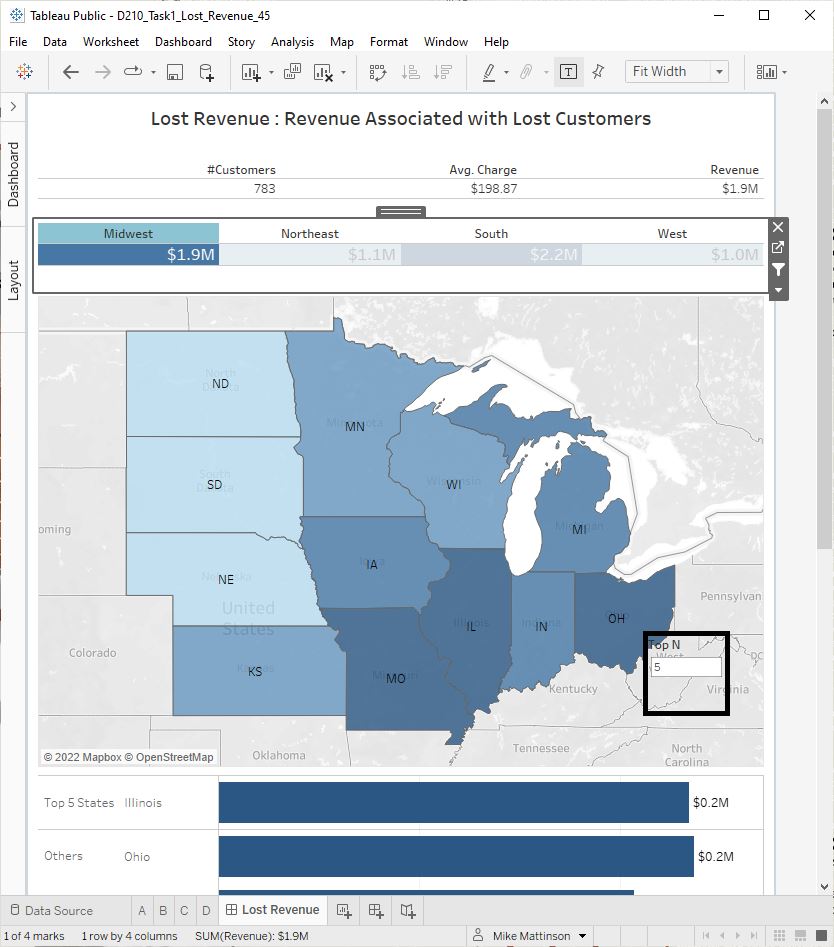 Tableau Public - D210_Task1_Lost_Revenue_45
File Data Worksheet Dashboard Story Analysis Map Format Window Help
T Fit Width
Dashboard
Layout
Lost Revenue : Revenue Associated with Lost Customers
#Customers Avg. Charge Revenue
783 $198.87 $1.9M
Midwest Northeast South West
$1.9M $1.1M $2.2M $1.0M
North
Dakota
ND
Minnesota
MN
South
Dakota
SD
Wisconsin
WI
Michigan
MI
oming
Iowa
IA
Nebraska
NE
United
States
Illinois
IL
Indiana
IN
OH
Pennsylvan
Colorado
Kansas
KS
Missouri
MO
Top N
5
West
DC
Virginia
Kentucky
Tennessee
North
Carolina
Oklahoma
© 2022 Mapbox © OpenStreetMap
Top 5 States Illinois $0.2M
Others Ohio $0.2M
Data Source A B C D Lost Revenue
1 of 4 marks 1 row by 4 columns SUM(Revenue): $1.9M Mike Mattinson